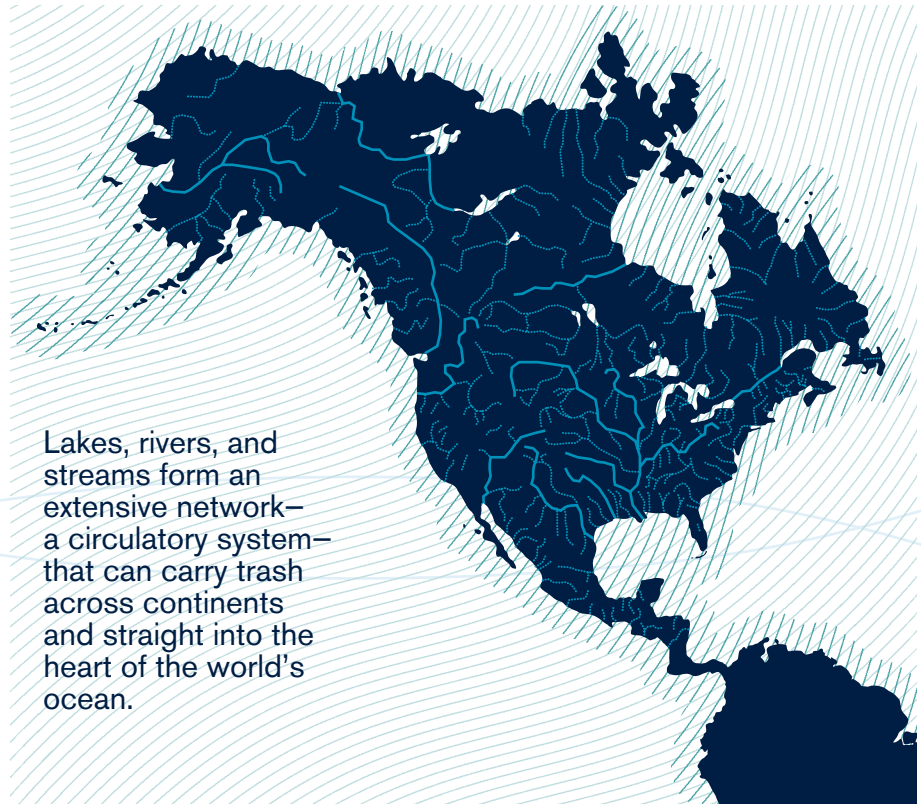 Lakes, rivers, and
streams form an
extensive network—
a circulatory system—
that can carry trash
across continents
and straight into the
heart of the world’s
ocean.